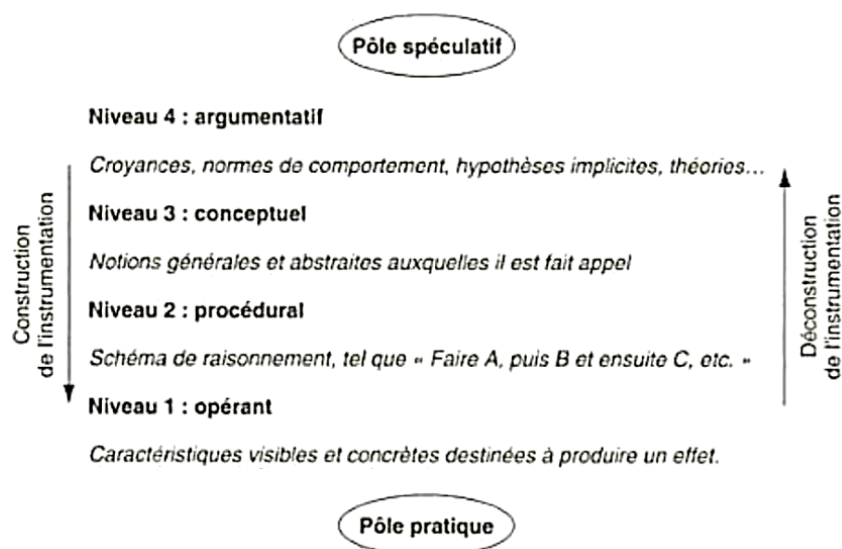 Pôle spéculatif
Niveau 4 : argumentatif
Croyances, normes de comportement, hypothèses implicites, théories...
Niveau 3 : conceptuel
Notions générales et abstraites auxquelles il est fait appel
Niveau 2 : procédural
Schéma de raisonnement, tel que « Faire A, puis B et ensuite C, etc. »
Niveau 1 : opérant
Caractéristiques visibles et concrètes destinées à produire un effet.
Construction
de l'instrumentation
Déconstruction
de l'instrumentation
Pôle pratique